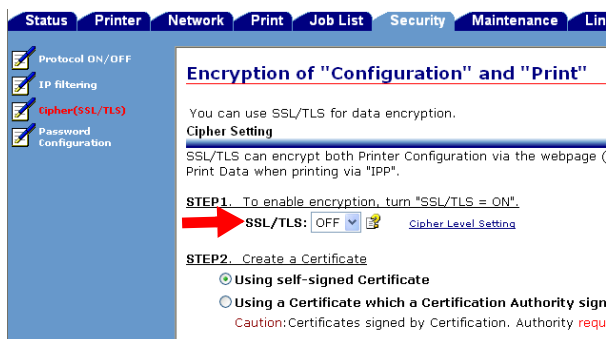 Status Printer Network Print Job List Security Maintenance Lin
Protocol ON/OFF
IP filtering
Cipher(SSL/TLS)
Password
Configuration
Encryption of "Configuration" and "Print"
You can use SSL/TLS for data encryption.
Cipher Setting
SSL/TLS can encrypt both Printer Configuration via the webpage (
Print Data when printing via "IPP".
STEP1. To enable encryption, turn "SSL/TLS = ON".
SSL/TLS: OFF Cipher Level Setting
STEP2. Create a Certificate
Using self-signed Certificate
Using a Certificate which a Certification Authority sign
Caution:Certificates signed by Certification. Authority requ